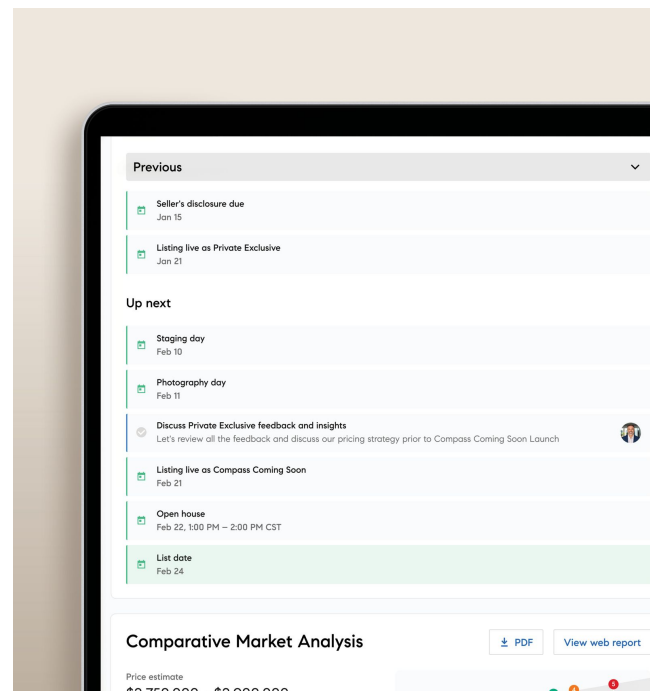 Previous
Seller's disclosure due
Jan 15
Listing live as Private Exclusive
Jan 21
Up next
Staging day
Feb 10
Photography day
Feb 11
Discuss Private Exclusive feedback and insights
Let's review all the feedback and discuss our pricing strategy prior to Compass Coming Soon Launch
Listing live as Compass Coming Soon
Feb 21
Open house
Feb 22, 1:00 PM – 2:00 PM CST
List date
Feb 24
Comparative Market Analysis
PDF
View web report
Price estimate
5